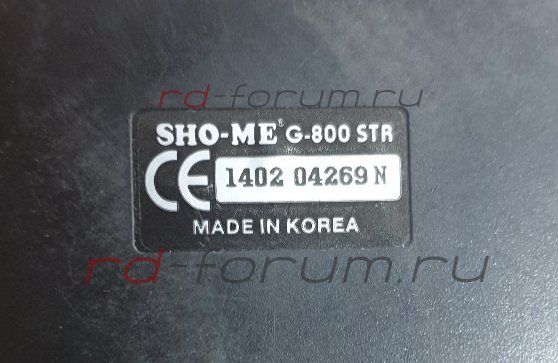 rd-forum.ru
SHO-ME® G-800 STR
CE 1402 04269 N
MADE IN KOREA
rd-forum.ru